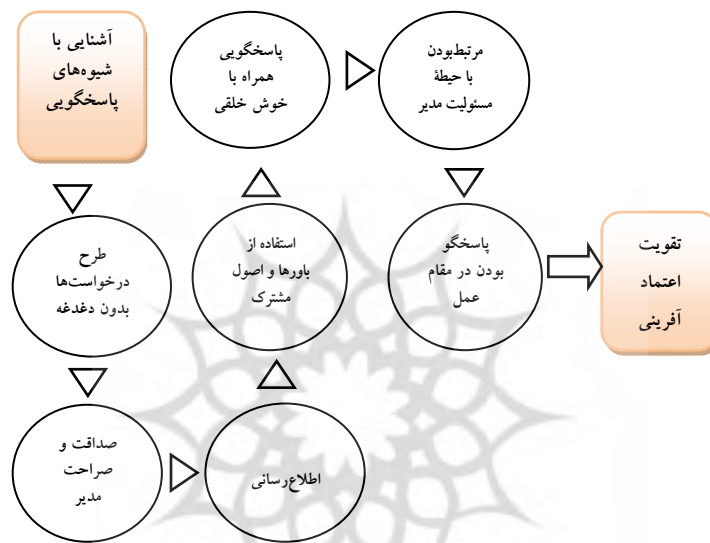 آشنایی با
شیوه‌های
پاسخگویی
طرح
درخواست‌ها
بدون دغدغه
صداقت و
صراحت
مدیر
اطلاع‌رسانی
استفاده از
باورها و اصول
مشترک
پاسخگویی
همراه با
خوش خلقی
مرتبط‌بودن
با حیطهٔ
مسئولیت مدیر
پاسخگو
بودن در مقام
عمل
تقویت
اعتماد
آفرینی